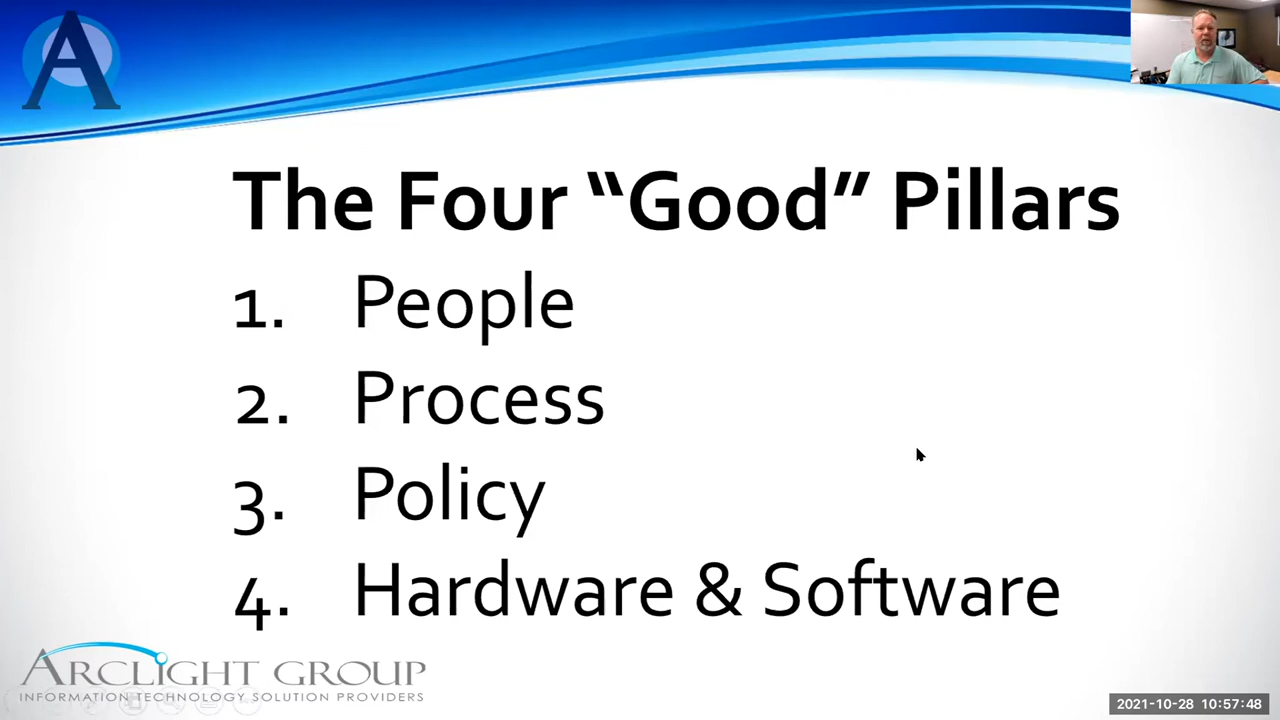 A
The Four “Good” Pillars
1. People
2. Process
3. Policy
4. Hardware & Software
ARCLIGHT GROUP
INFORMATION TECHNOLOGY SOLUTION PROVIDERS
2021-10-28 10:57:48